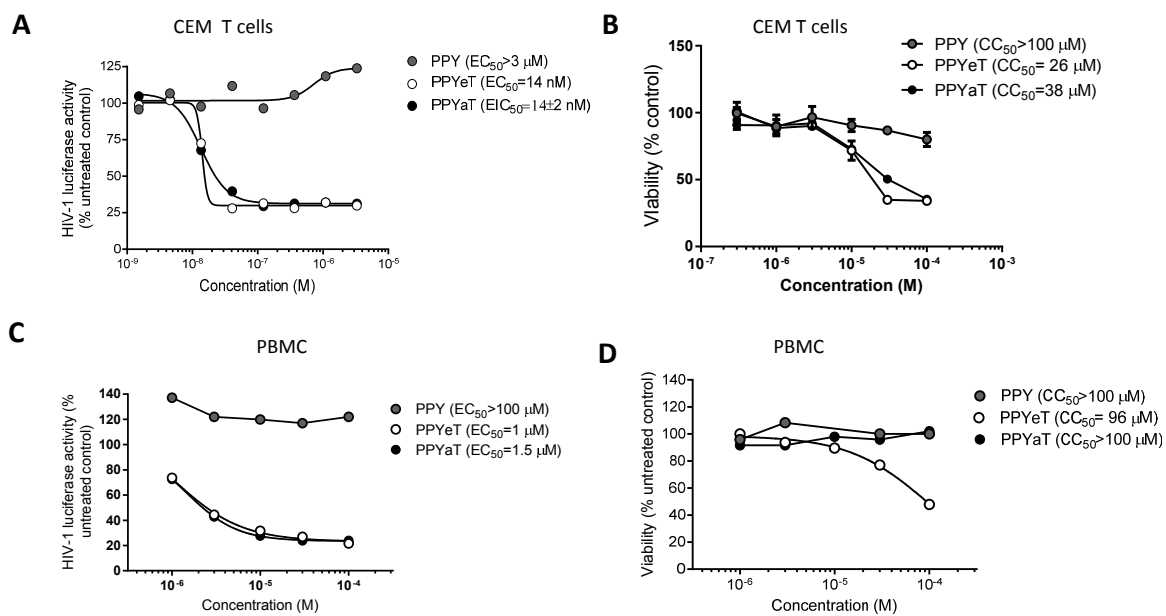 A
CEM T cells
HIV-1 luciferase activity
(% untreated control)
125
100
75
50
25
0
10-9
10-8
10-7
10-6
10-5
Concentration (M)
PPY (EC50>3 µM)
PPYeT (EC50=14 nM)
PPYaT (EIC50=14±2 nM)
B
CEM T cells
VIability (% control)
150
100
50
0
10-7
10-6
10-5
10-4
10-3
Concentration (M)
PPY (CC50>100 µM)
PPYeT (CC50= 26 µM)
PPYaT (CC50=38 µM)
C
PBMC
HIV-1 luciferase activity (%
untreated control)
140
120
100
80
60
40
20
0
10-6
10-5
10-4
Concentration (M)
PPY (EC50>100 µM)
PPYeT (EC50=1 µM)
PPYaT (EC50=1.5 µM)
D
PBMC
Viability (% untreated control)
140
120
100
80
60
40
20
0
10-6
10-5
10-4
Concentration (M)
PPY (CC50>100 µM)
PPYeT (CC50= 96 µM)
PPYaT (CC50>100 µM)